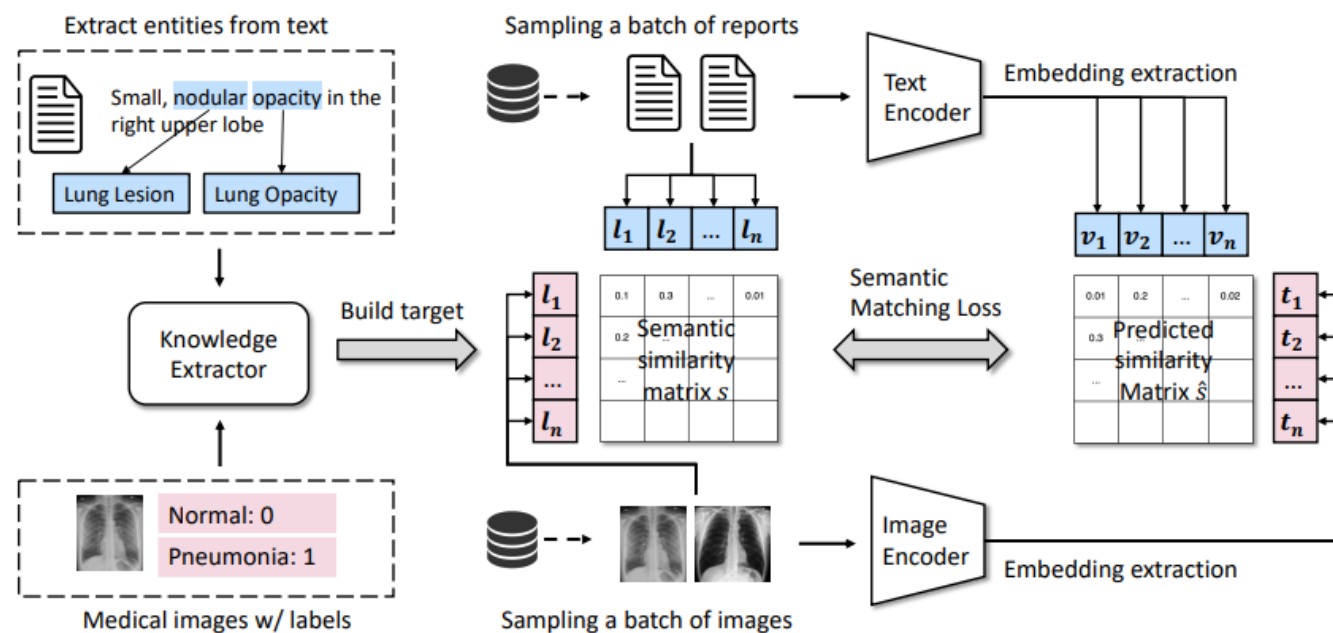 Extract entities from text
Small, nodular opacity in the
right upper lobe
Lung Lesion
Lung Opacity
Knowledge
Extractor
Normal: 0
Pneumonia: 1
Medical images w/ labels
Build target
Sampling a batch of reports
Text
Encoder
Embedding extraction
l₁ l₂ ... lₙ
v₁ v₂ ... vₙ
l₁
l₂
...
lₙ
0.1 0.3 ... 0.01
0.2 ...
...
Semantic
similarity
matrix s
Semantic
Matching Loss
0.01 0.2 ... 0.02
0.3 ...
...
Predicted
similarity
Matrix ŝ
t₁
t₂
...
tₙ
Image
Encoder
Embedding extraction
Sampling a batch of images